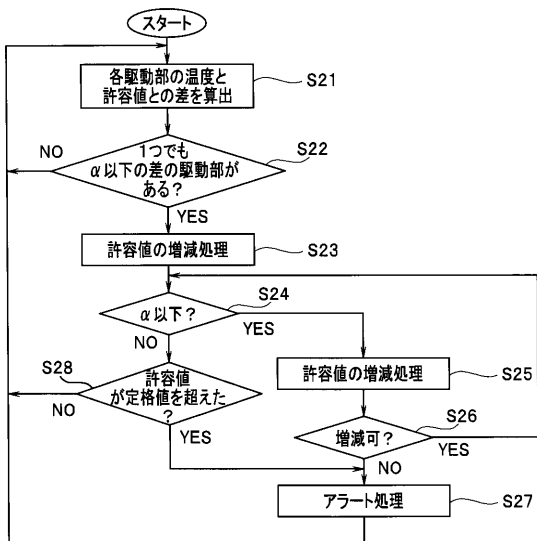 スタート
各駆動部の温度と
許容値との差を算出
S21
1つでも
α以下の差の駆動部が
ある?
S22
NO
YES
許容値の増減処理
S23
α以下?
S24
YES
NO
許容値
が定格値を超えた
?
S28
NO
YES
許容値の増減処理
S25
増減可?
S26
YES
NO
アラート処理
S27